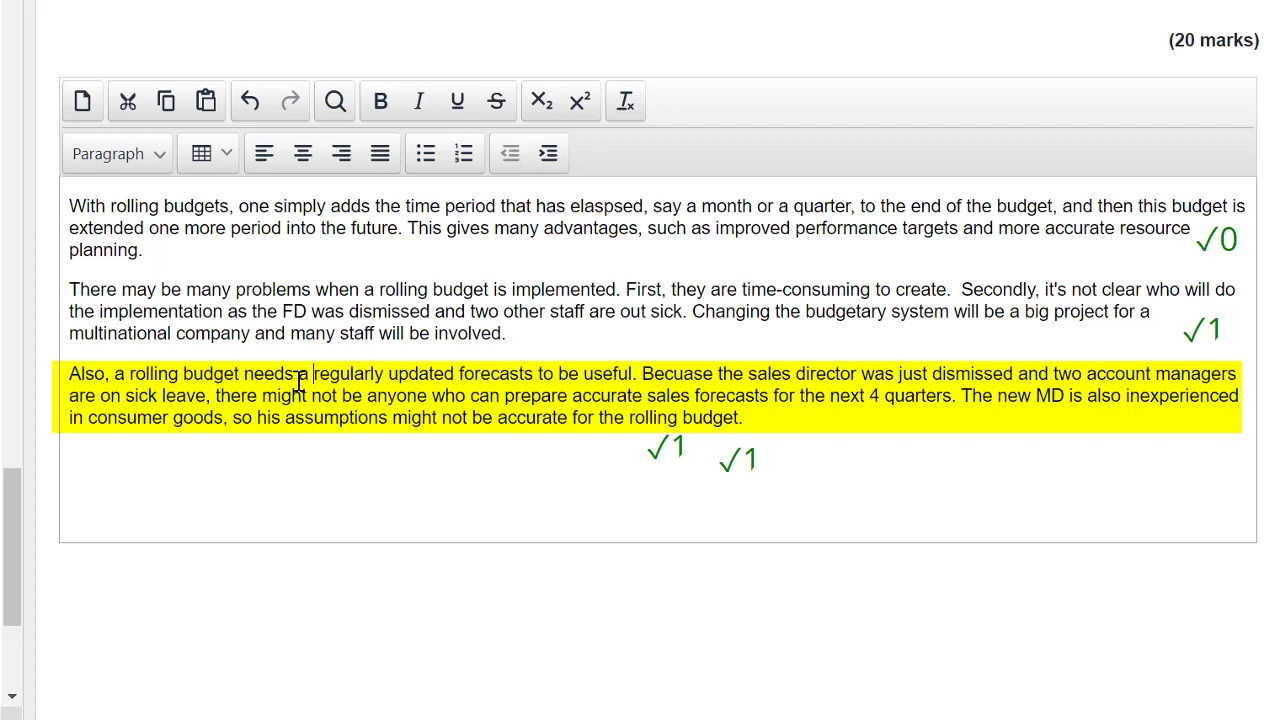 (20 marks)
B I U S X₂ X² Ix
Paragraph
With rolling budgets, one simply adds the time period that has elaspsed, say a month or a quarter, to the end of the budget, and then this budget is
extended one more period into the future. This gives many advantages, such as improved performance targets and more accurate resource
planning.
✓0
There may be many problems when a rolling budget is implemented. First, they are time-consuming to create.  Secondly, it's not clear who will do
the implementation as the FD was dismissed and two other staff are out sick. Changing the budgetary system will be a big project for a
multinational company and many staff will be involved.
✓1
Also, a rolling budget needs a regularly updated forecasts to be useful. Becuase the sales director was just dismissed and two account managers
are on sick leave, there might not be anyone who can prepare accurate sales forecasts for the next 4 quarters. The new MD is also inexperienced
in consumer goods, so his assumptions might not be accurate for the rolling budget.
✓1 ✓1